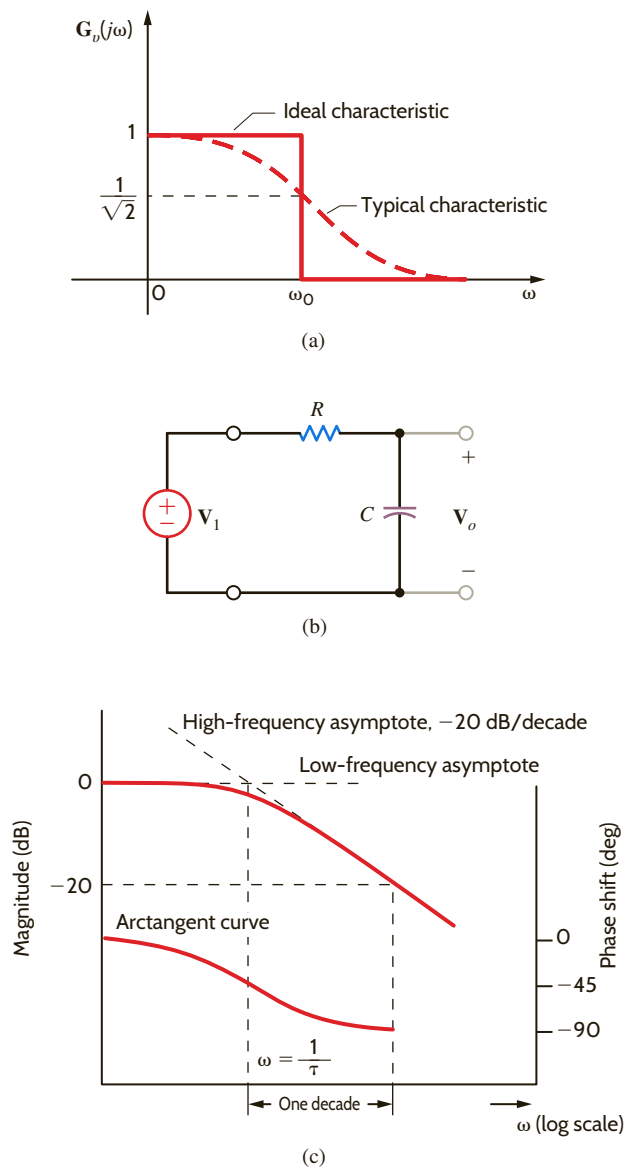 G_v(jω)
Ideal characteristic
1
1/√2
Typical characteristic
0
ω_O
ω
(a)
R
+
+
−
V_1
C
V_o
−
(b)
High-frequency asymptote, −20 dB/decade
Low-frequency asymptote
0
Magnitude (dB)
−20
Arctangent curve
Phase shift (deg)
0
−45
−90
ω = 1/τ
One decade
ω (log scale)
(c)